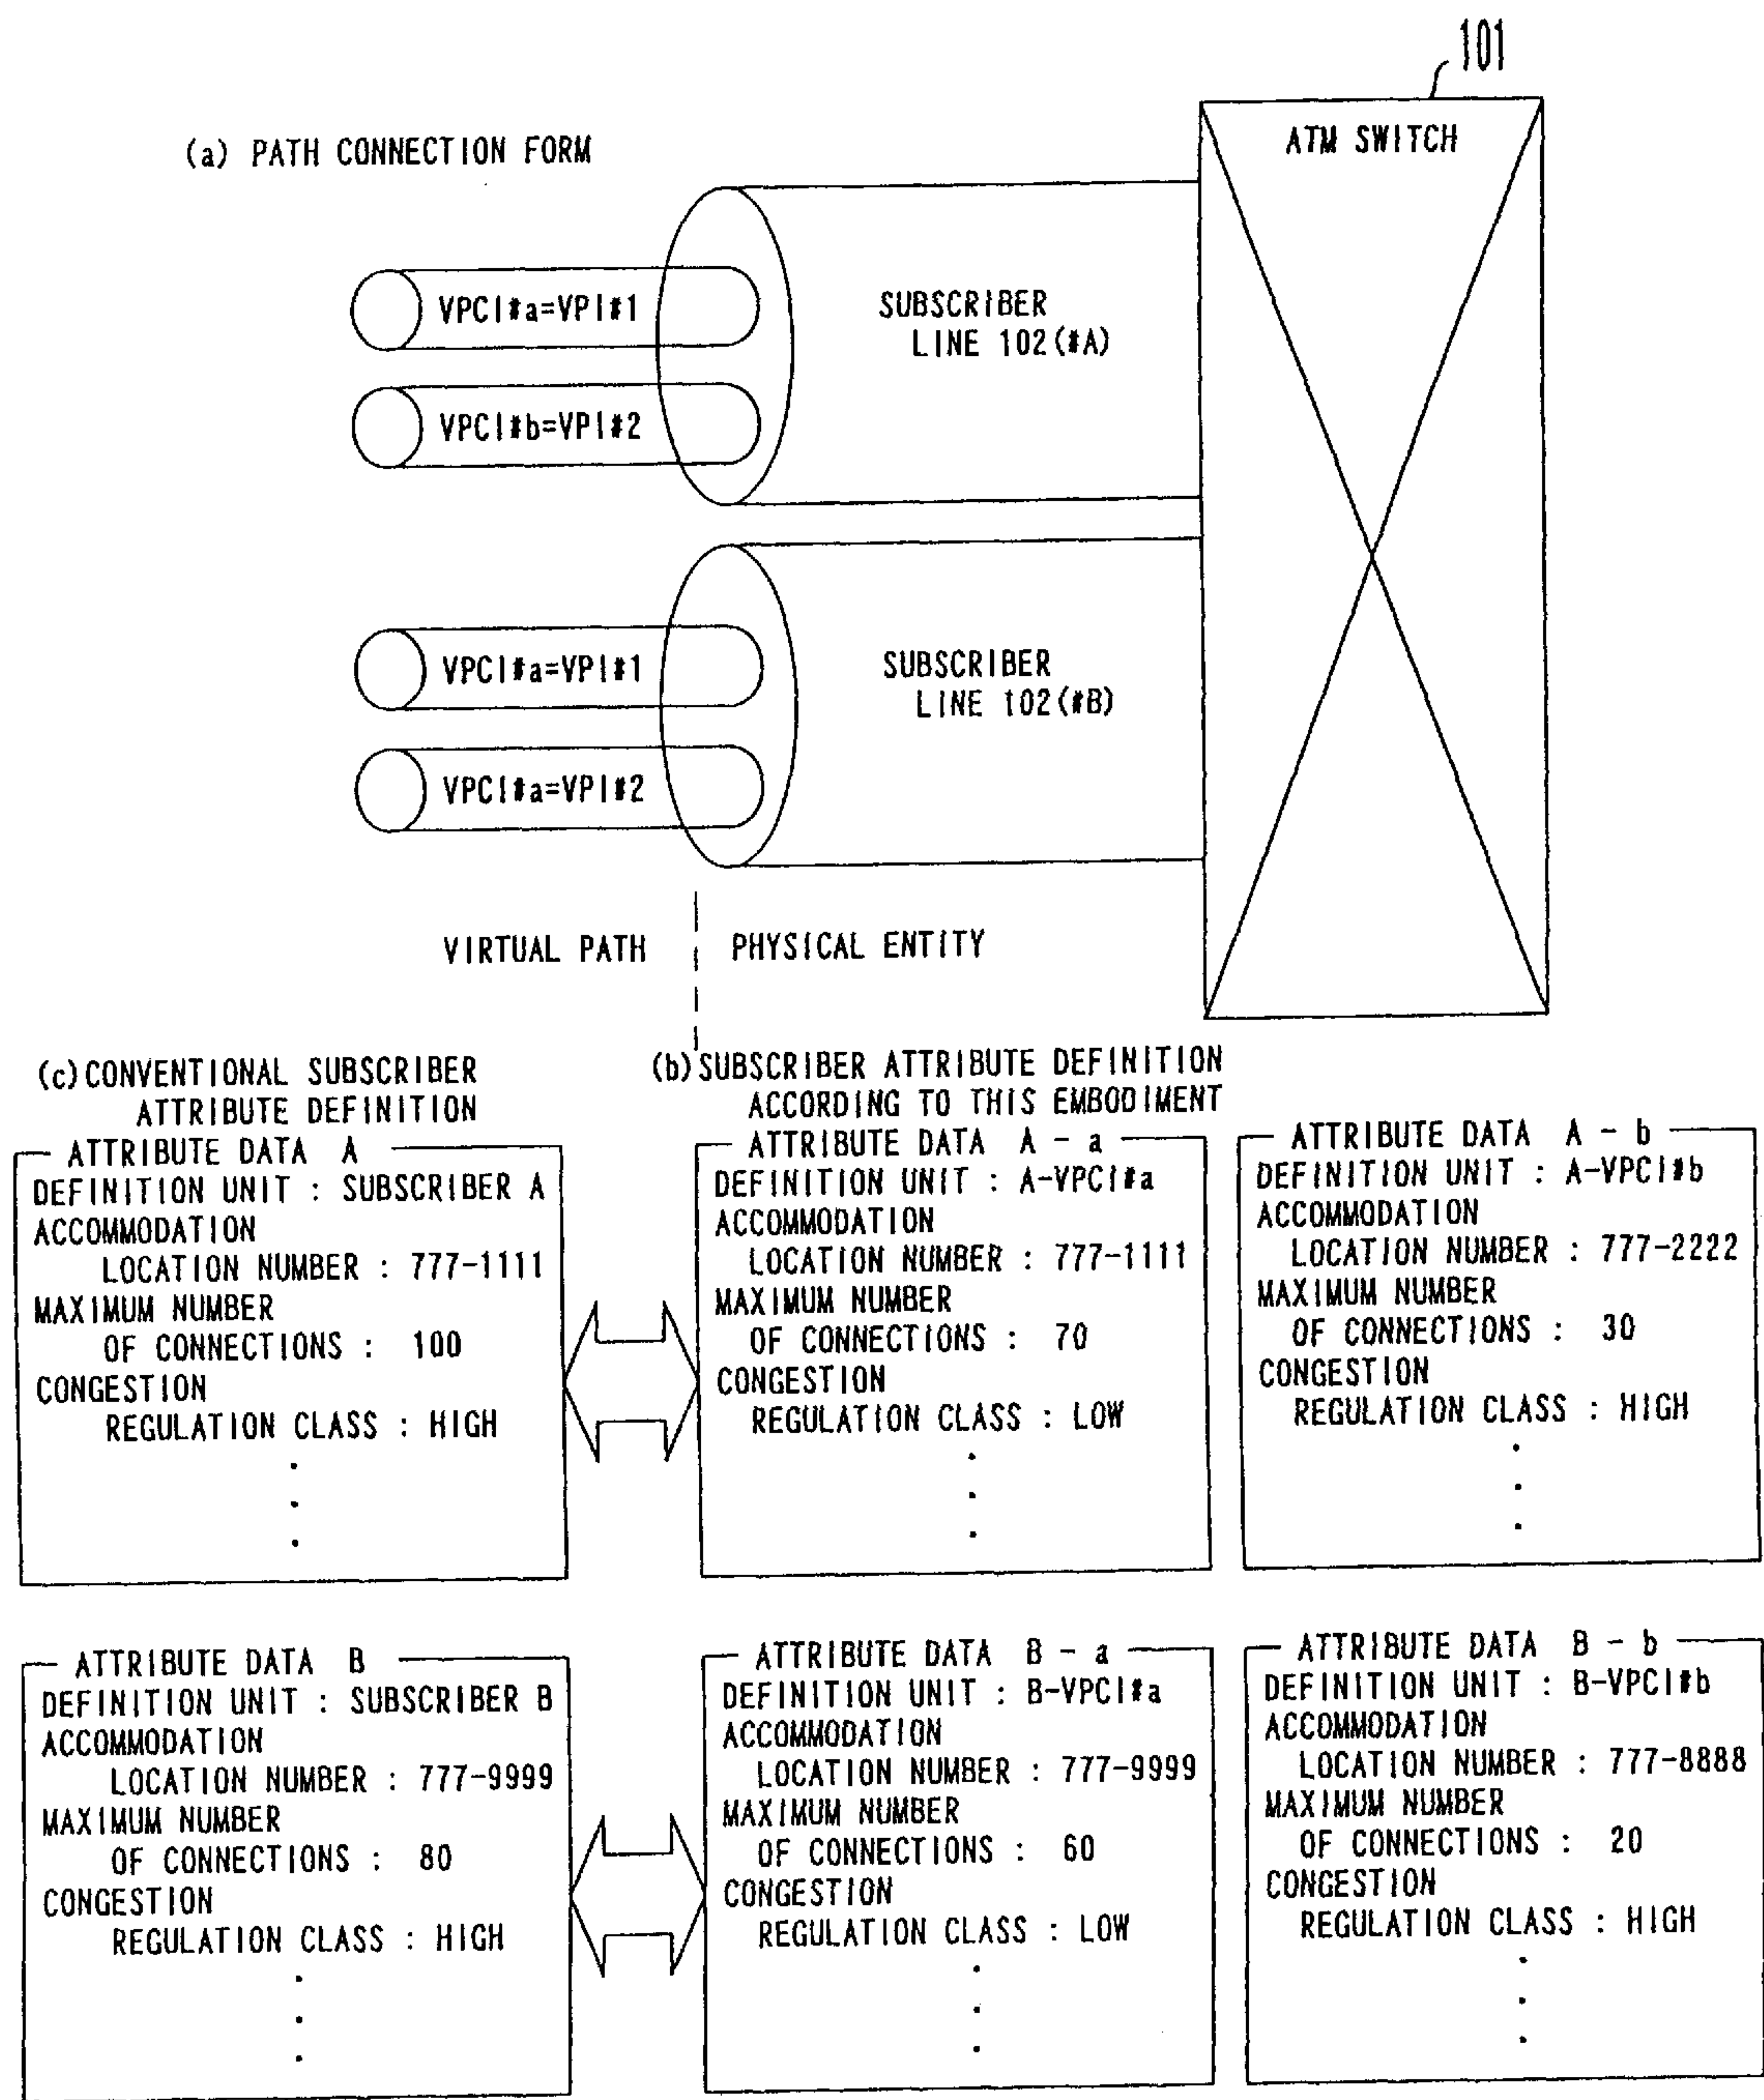 101
ATM SWITCH
(a) PATH CONNECTION FORM
VPCI#a=VPI#1
VPCI#b=VPI#2
SUBSCRIBER
LINE 102(#A)
VPCI#a=VPI#1
VPCI#a=VPI#2
SUBSCRIBER
LINE 102(#B)
VIRTUAL PATH
PHYSICAL ENTITY
(c) CONVENTIONAL SUBSCRIBER
ATTRIBUTE DEFINITION
(b) SUBSCRIBER ATTRIBUTE DEFINITION
ACCORDING TO THIS EMBODIMENT
ATTRIBUTE DATA A
DEFINITION UNIT : SUBSCRIBER A
ACCOMMODATION
LOCATION NUMBER : 777-1111
MAXIMUM NUMBER
OF CONNECTIONS : 100
CONGESTION
REGULATION CLASS : HIGH
ATTRIBUTE DATA A - a
DEFINITION UNIT : A-VPCI#a
ACCOMMODATION
LOCATION NUMBER : 777-1111
MAXIMUM NUMBER
OF CONNECTIONS : 70
CONGESTION
REGULATION CLASS : LOW
ATTRIBUTE DATA A - b
DEFINITION UNIT : A-VPCI#b
ACCOMMODATION
LOCATION NUMBER : 777-2222
MAXIMUM NUMBER
OF CONNECTIONS : 30
CONGESTION
REGULATION CLASS : HIGH
ATTRIBUTE DATA B
DEFINITION UNIT : SUBSCRIBER B
ACCOMMODATION
LOCATION NUMBER : 777-9999
MAXIMUM NUMBER
OF CONNECTIONS : 80
CONGESTION
REGULATION CLASS : HIGH
ATTRIBUTE DATA B - a
DEFINITION UNIT : B-VPCI#a
ACCOMMODATION
LOCATION NUMBER : 777-9999
MAXIMUM NUMBER
OF CONNECTIONS : 60
CONGESTION
REGULATION CLASS : LOW
ATTRIBUTE DATA B - b
DEFINITION UNIT : B-VPCI#b
ACCOMMODATION
LOCATION NUMBER : 777-8888
MAXIMUM NUMBER
OF CONNECTIONS : 20
CONGESTION
REGULATION CLASS : HIGH